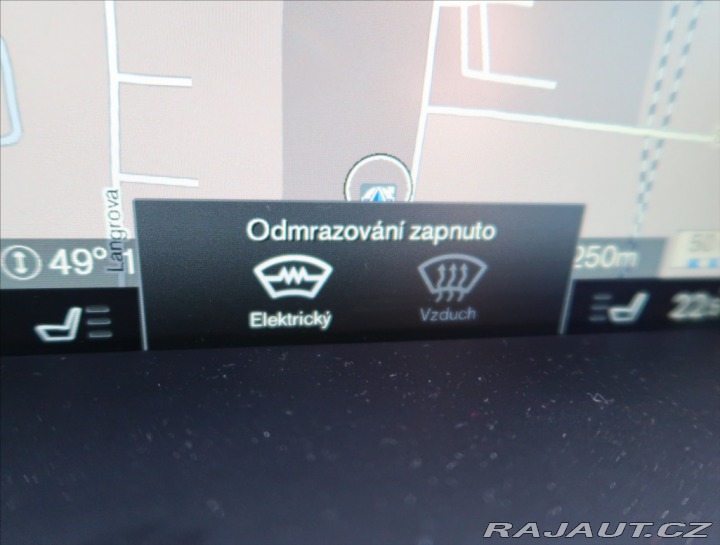 Langrova
Odmrazování zapnuto
49°
250m
Elektrický
Vzduch
RAJAUT.CZ